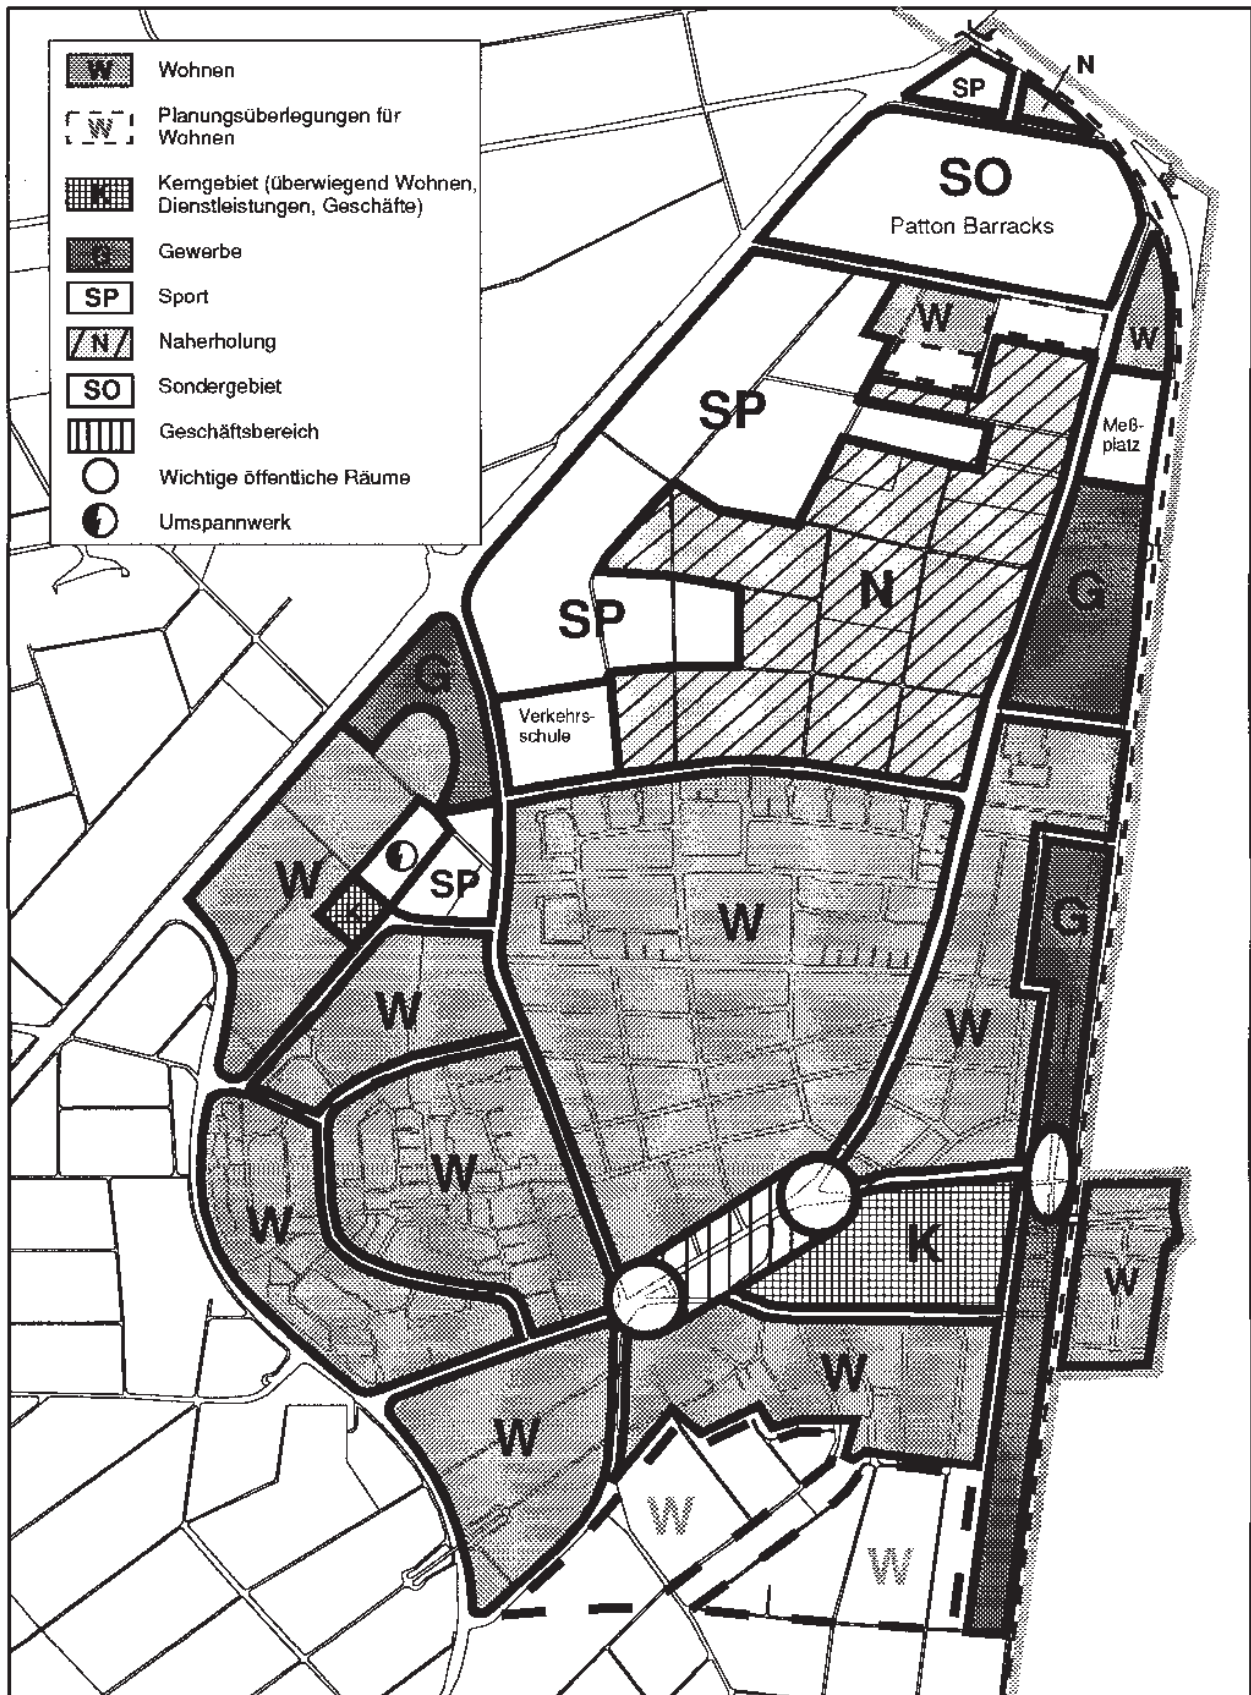 W Wohnen
W Planungsüberlegungen für
Wohnen
K Kerngebiet (überwiegend Wohnen,
Dienstleistungen, Geschäfte)
G Gewerbe
SP Sport
N Naherholung
SO Sondergebiet
Geschäftsbereich
Wichtige öffentliche Räume
Umspannwerk
N
SP
SO
Patton Barracks
W
W
SP
Meß-
platz
G
N
SP
G
Verkehrs-
schule
W
SP
K
W
G
W
W
W
W
K
W
W
W
W
W